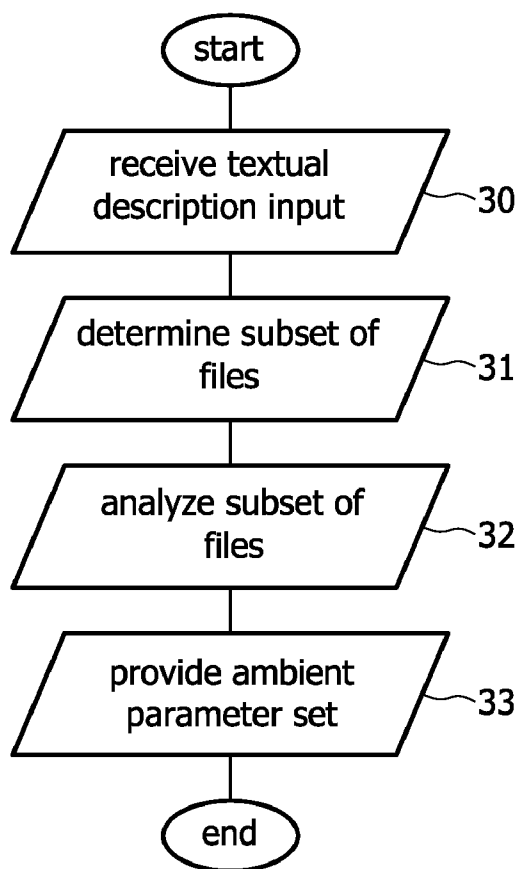 start
receive textual
description input
30
determine subset of
files
31
analyze subset of
files
32
provide ambient
parameter set
33
end